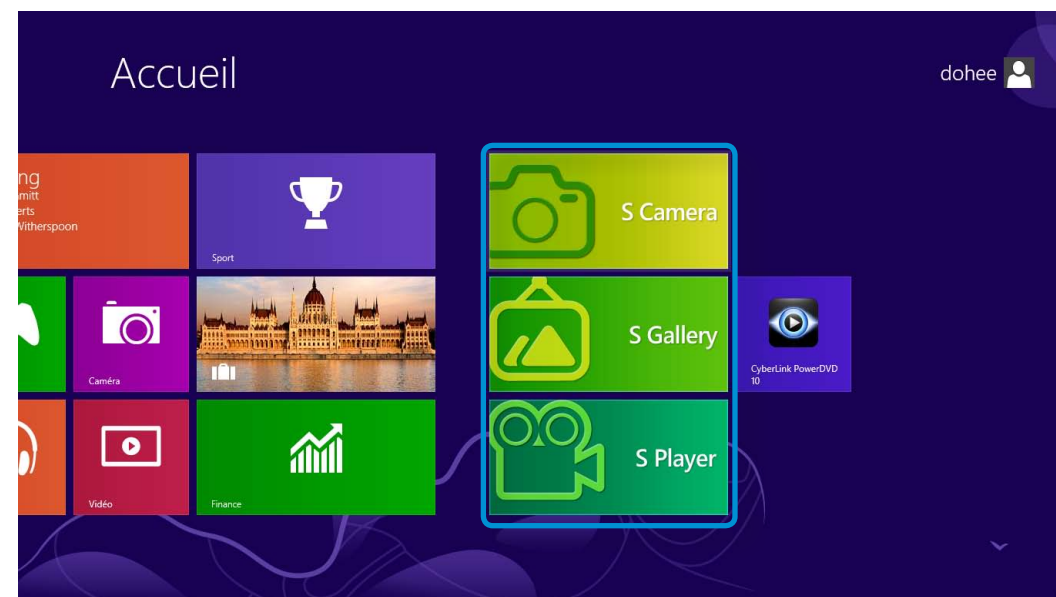 Accueil
dohee
ng
mitt
erts
Witherspoon
Sport
S Camera
Caméra
S Gallery
CyberLink PowerDVD
10
Vidéo
Finance
S Player